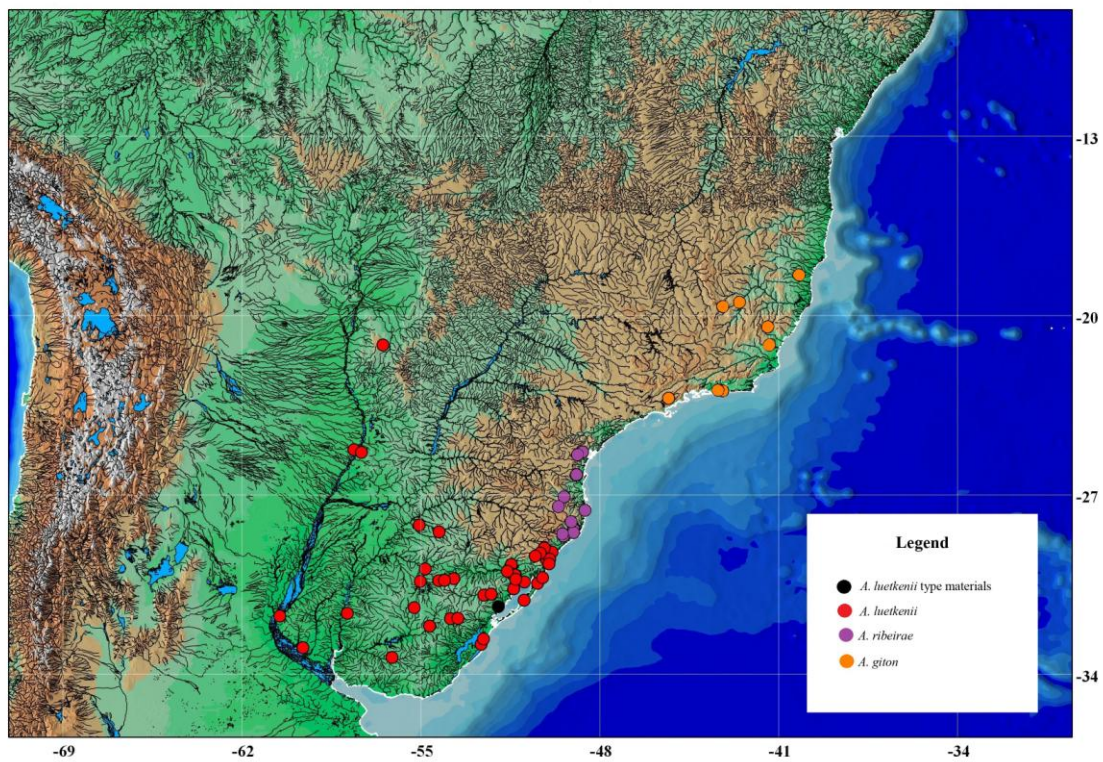 -13
-20
-27
Legend
A. luetkenii type materials
A. luetkenii
A. ribeirae
A. giton
-34
-69
-62
-55
-48
-41
-34